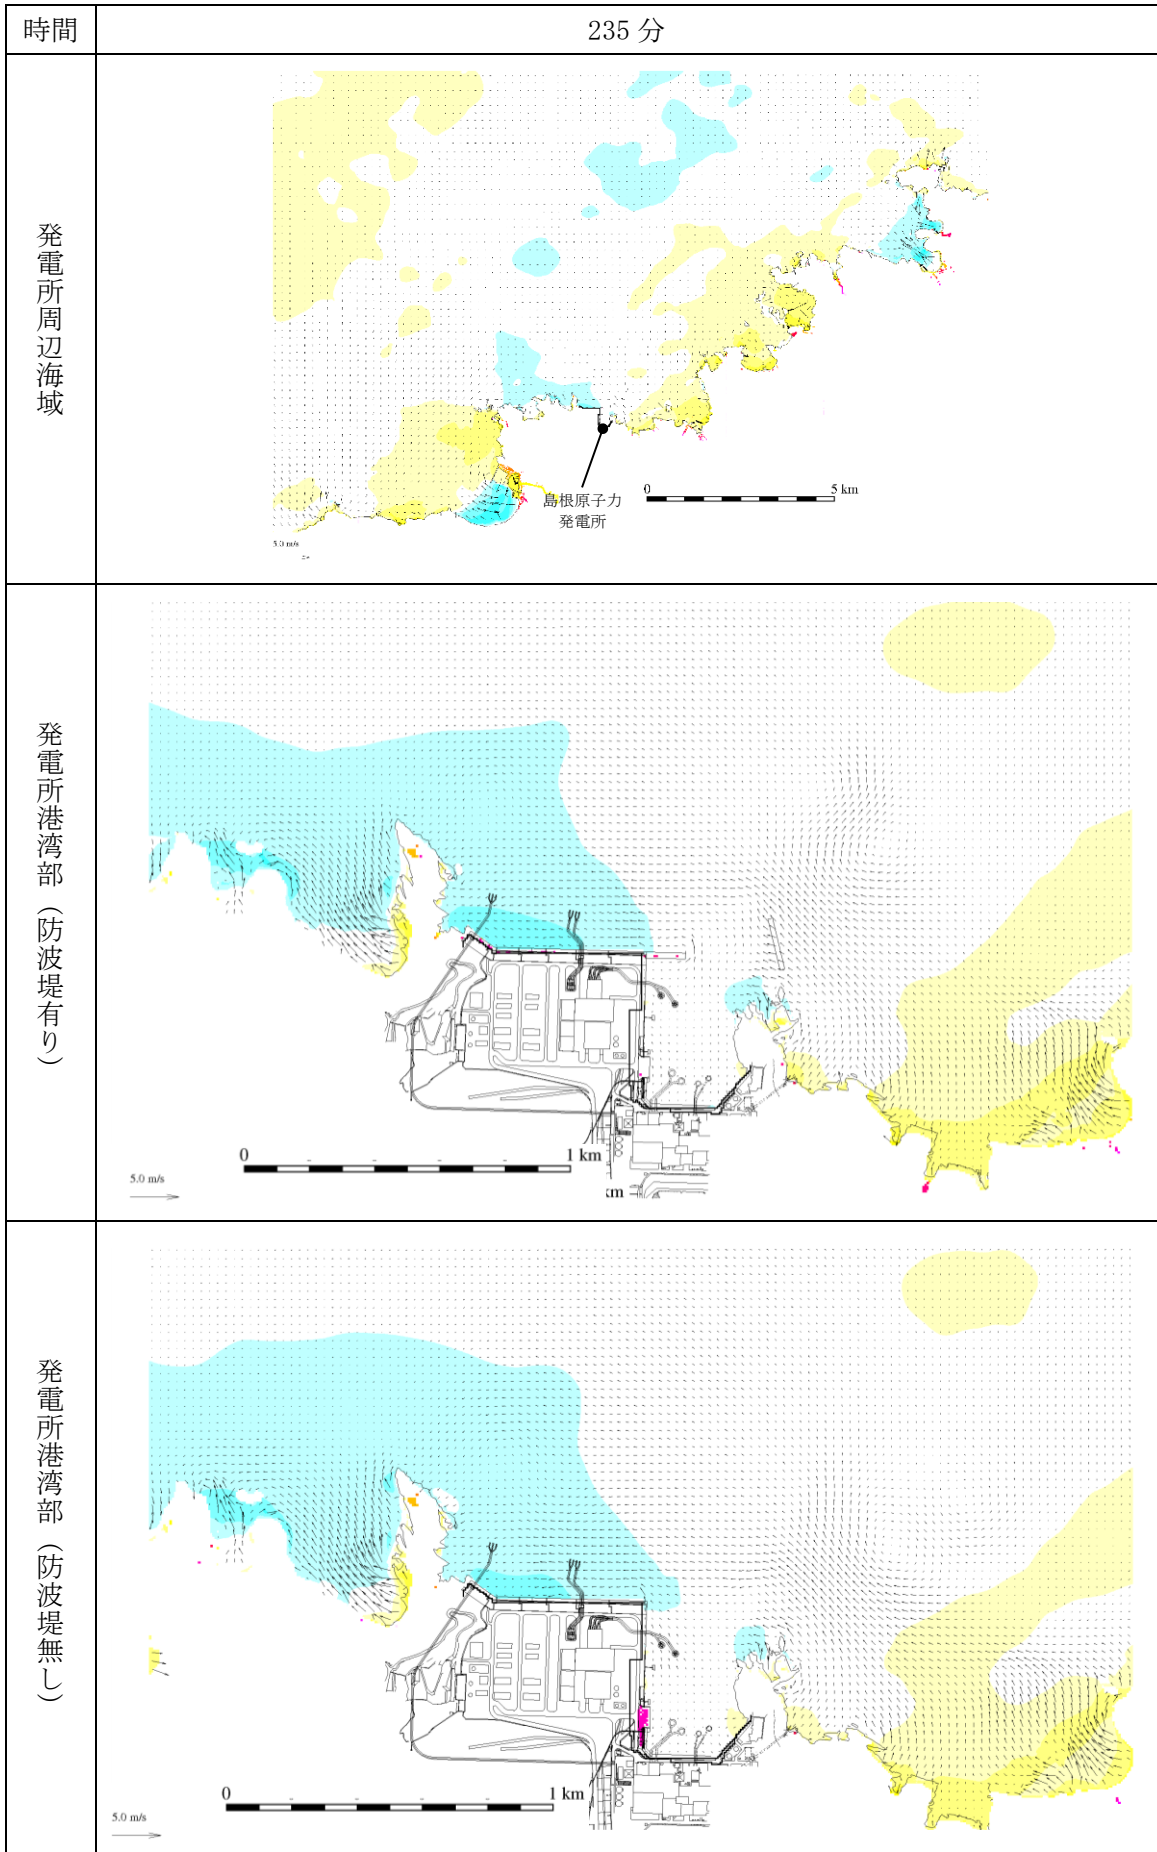 時間
235 分
発電所周辺海域
島根原子力
発電所
0
5 km
5.0 m/s
発電所港湾部（防波堤有り）
0
1 km
5.0 m/s
km
発電所港湾部（防波堤無し）
0
1 km
5.0 m/s